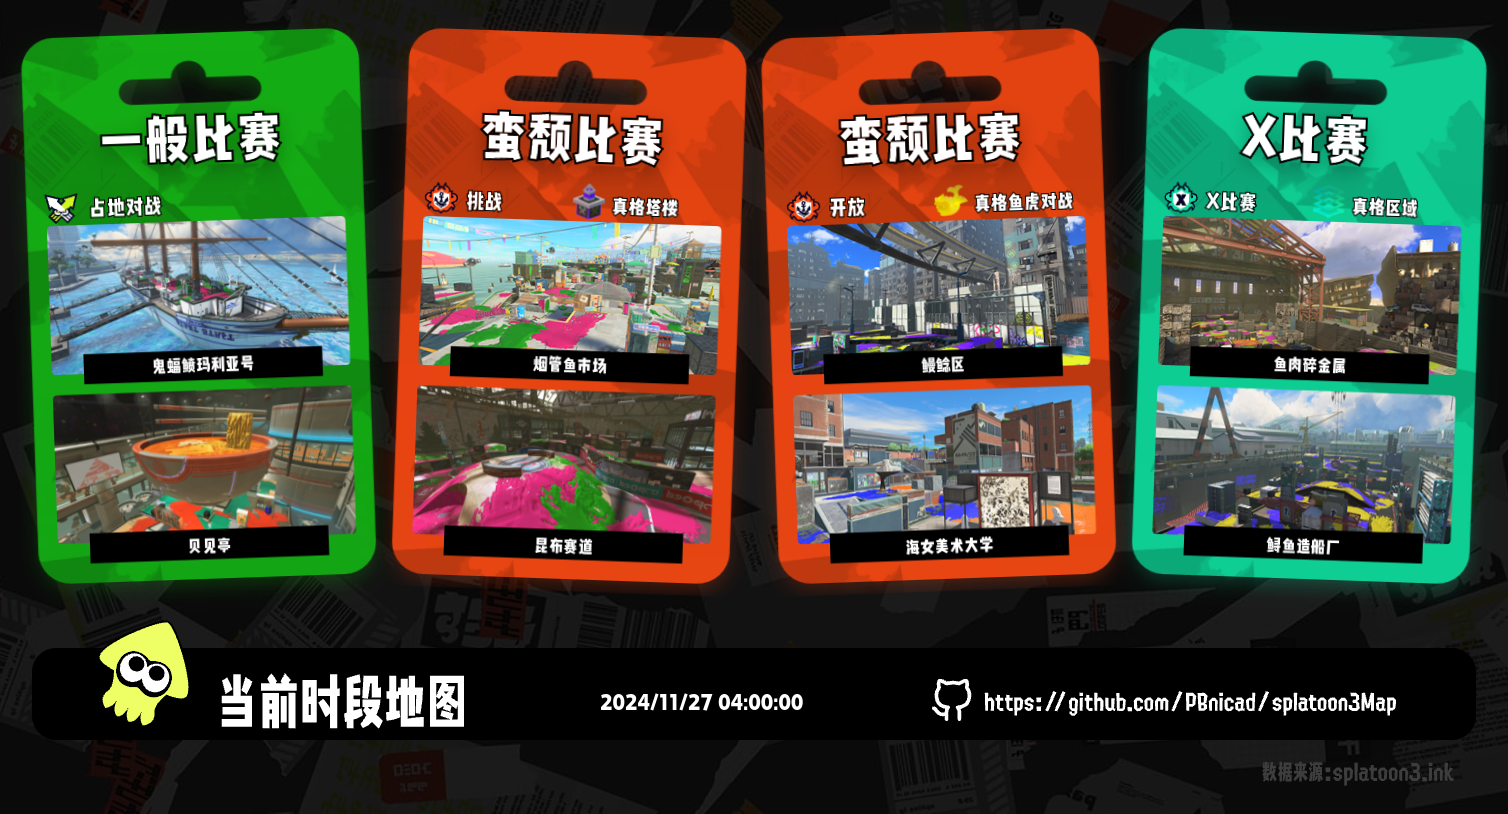 一般比赛
占地对战
鬼蝠鲼玛利亚号
贝见亭
蛮颓比赛
挑战
真格塔楼
烟管鱼市场
昆布赛道
蛮颓比赛
开放
真格鱼虎对战
鳗鲶区
海女美术大学
X比赛
X比赛
真格区域
鱼肉碎金属
鲟鱼造船厂
当前时段地图
2024/11/27 04:00:00
https://github.com/PBnicad/splatoon3Map
数据来源:splatoon3.ink